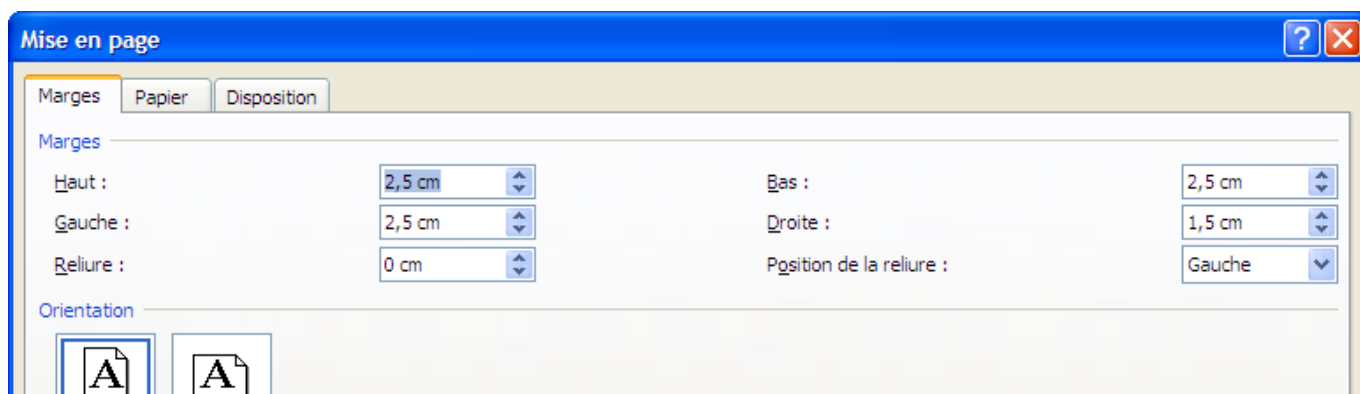 Mise en page
Marges Papier Disposition
Marges
Haut : 2,5 cm Bas : 2,5 cm
Gauche : 2,5 cm Droite : 1,5 cm
Reliure : 0 cm Position de la reliure : Gauche
Orientation
A A